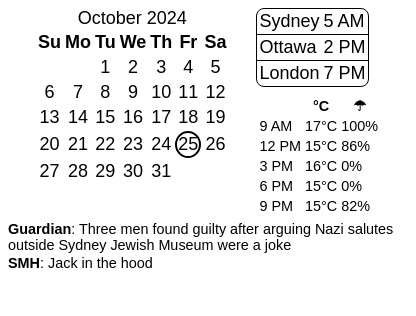 October 2024
Su Mo Tu We Th Fr Sa
1 2 3 4 5
6 7 8 9 10 11 12
13 14 15 16 17 18 19
20 21 22 23 24 25 26
27 28 29 30 31
Sydney 5 AM
Ottawa 2 PM
London 7 PM
°C ☂
9 AM 17°C 100%
12 PM 15°C 86%
3 PM 16°C 0%
6 PM 15°C 0%
9 PM 15°C 82%
Guardian: Three men found guilty after arguing Nazi salutes
outside Sydney Jewish Museum were a joke
SMH: Jack in the hood